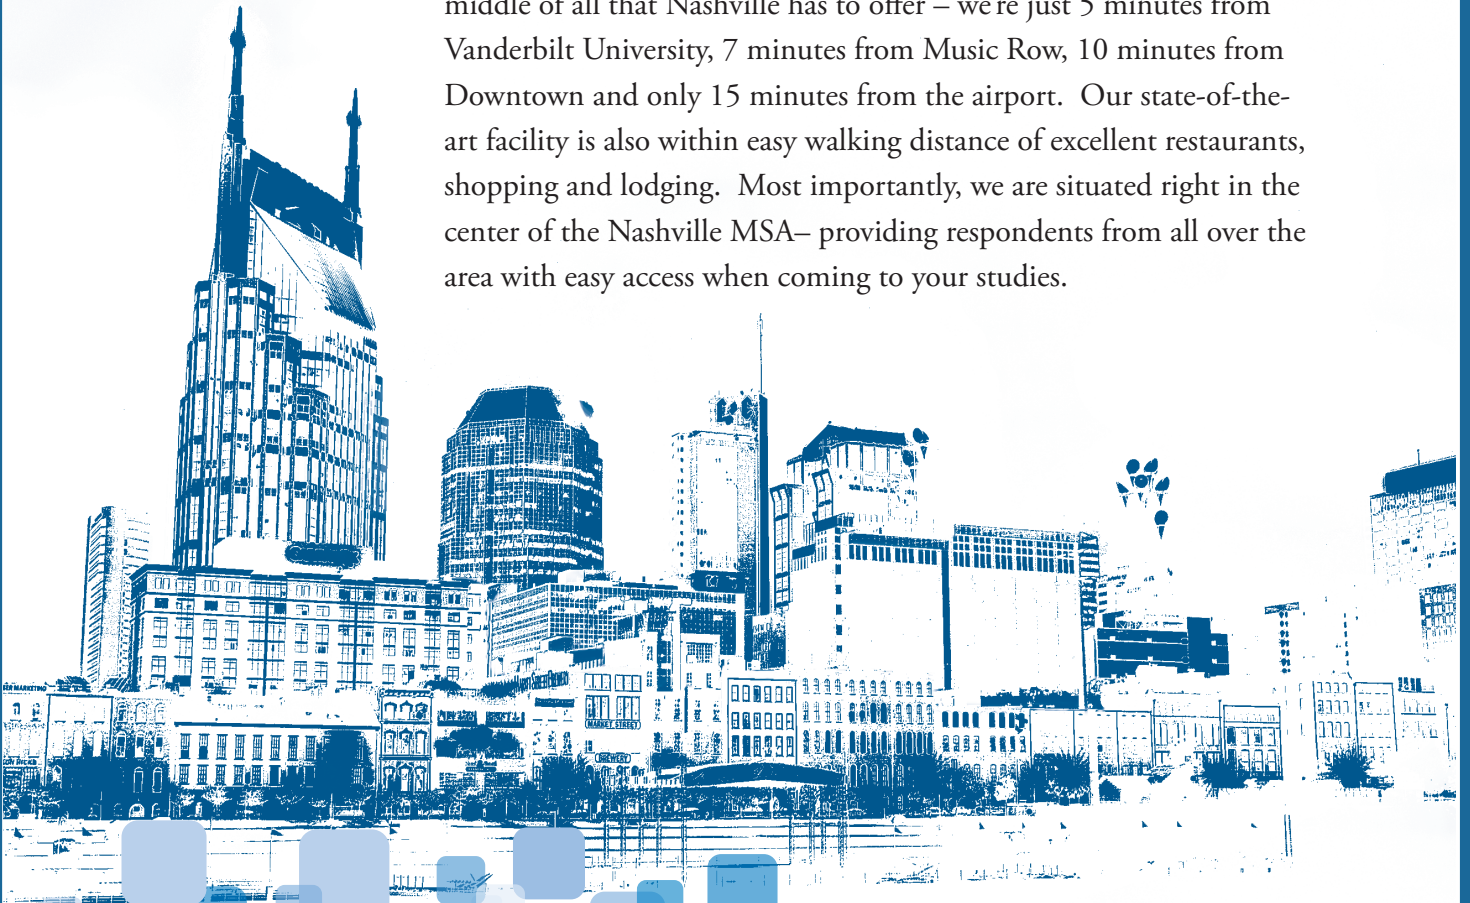 middle of all that Nashville has to offer – we're just 5 minutes from
Vanderbilt University, 7 minutes from Music Row, 10 minutes from
Downtown and only 15 minutes from the airport.  Our state-of-the-
art facility is also within easy walking distance of excellent restaurants,
shopping and lodging.  Most importantly, we are situated right in the
center of the Nashville MSA– providing respondents from all over the
area with easy access when coming to your studies.
MARKETING
MARKET STREET
BREWERY